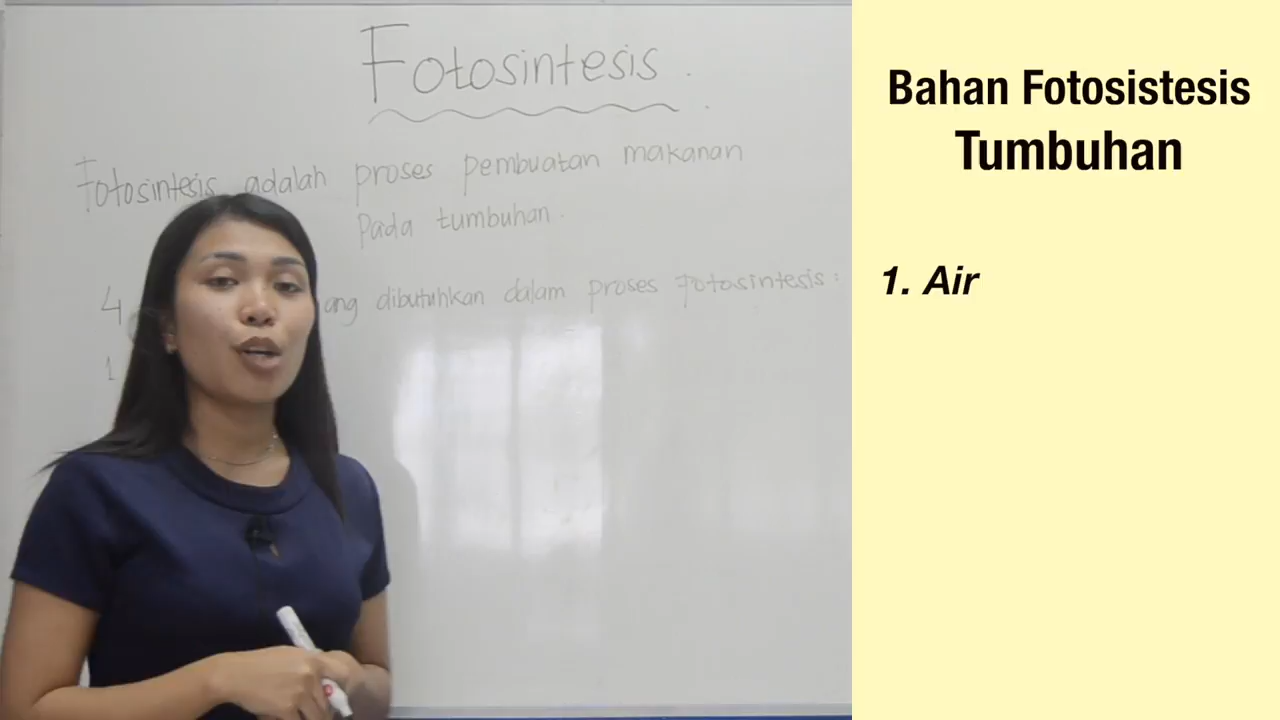 Fotosintesis.
Fotosintesis adalah proses pembuatan makanan
pada tumbuhan.
4 ang dibutuhkan dalam proses fotosintesis:
1
Bahan Fotosistesis
Tumbuhan
1. Air